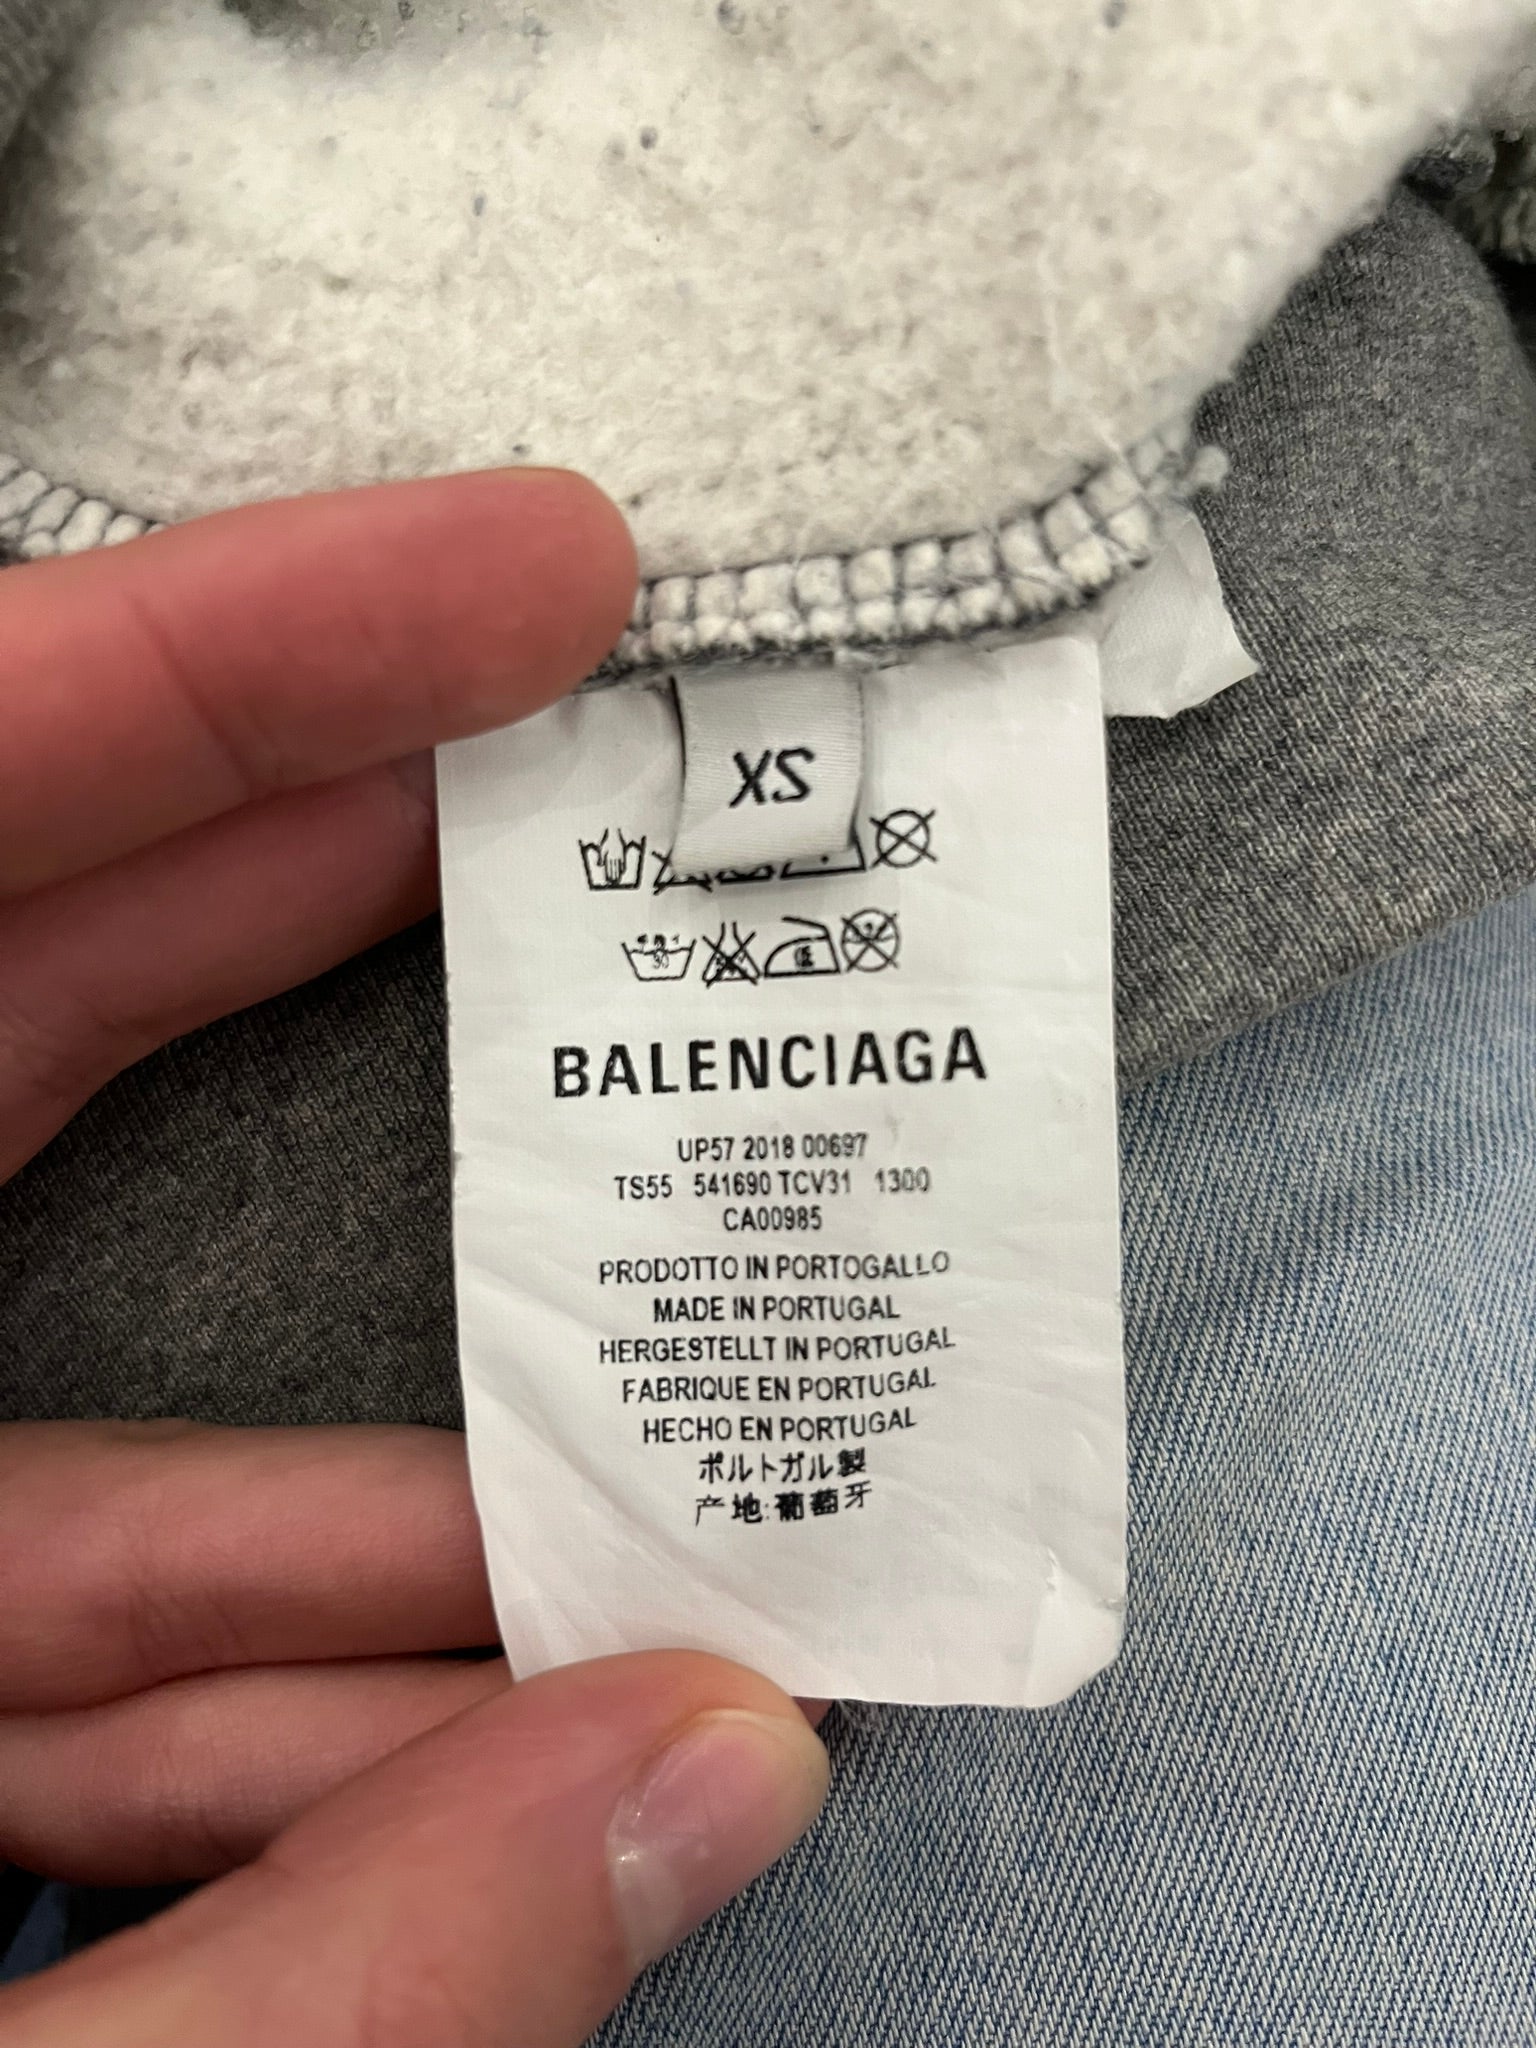 XS
30
BALENCIAGA
UP57 2018 00697
TS55 541690 TCV31 1300
CA00985
PRODOTTO IN PORTOGALLO
MADE IN PORTUGAL
HERGESTELLT IN PORTUGAL
FABRIQUE EN PORTUGAL
HECHO EN PORTUGAL
ポルトガル製
产地:葡萄牙